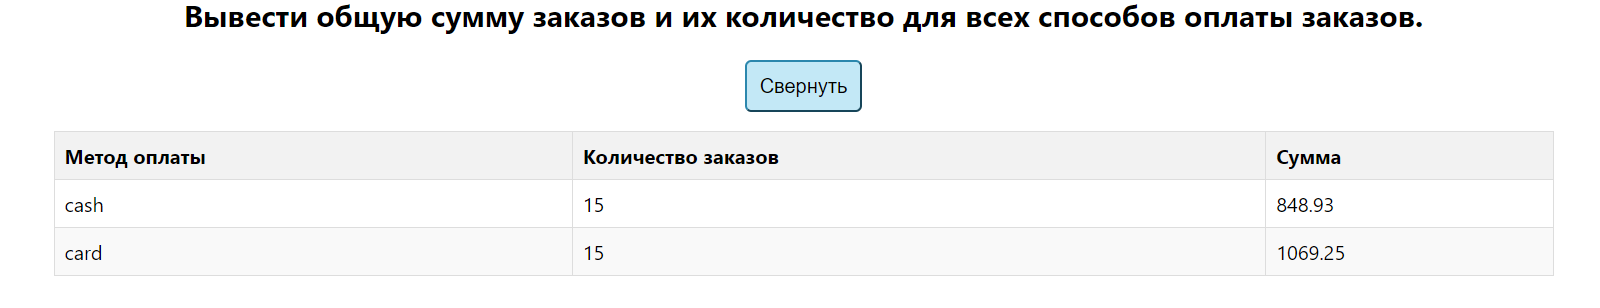 Вывести общую сумму заказов и их количество для всех способов оплаты заказов.
Свернуть
Метод оплаты Количество заказов Сумма
cash 15 848.93
card 15 1069.25